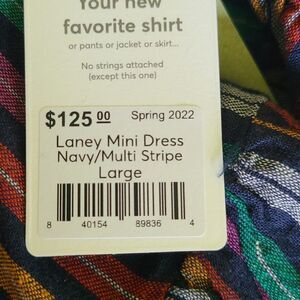 Your new
favorite shirt
or pants or jacket or skirt...
No strings attached
(except this one)
$125 00 Spring 2022
Laney Mini Dress
Navy/Multi Stripe
Large
8 40154 89836 4